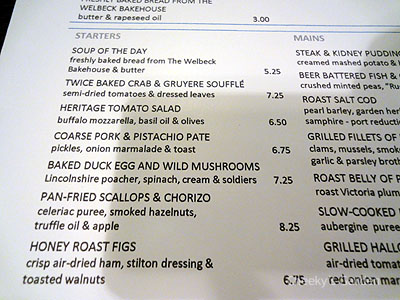 FRESHLY BAKED BREAD FROM THE
WELBECK BAKEHOUSE
butter & rapeseed oil 3.00
STARTERS
SOUP OF THE DAY
freshly baked bread from The Welbeck
Bakehouse & butter 5.25
TWICE BAKED CRAB & GRUYERE SOUFFLÉ
semi-dried tomatoes & dressed leaves 7.25
HERITAGE TOMATO SALAD
buffalo mozzarella, basil oil & olives 6.50
COARSE PORK & PISTACHIO PATE
pickles, onion marmalade & toast 6.75
BAKED DUCK EGG AND WILD MUSHROOMS
Lincolnshire poacher, spinach, cream & soldiers 7.25
PAN-FRIED SCALLOPS & CHORIZO
celeriac puree, smoked hazelnuts,
truffle oil & apple 8.25
HONEY ROAST FIGS
crisp air-dried ham, stilton dressing &
toasted walnuts 6.75
MAINS
STEAK & KIDNEY PUDDING
creamed mashed potato &
BEER BATTERED FISH &
crushed minted peas,
ROAST SALT COD
pearl barley, garden
samphire - port
GRILLED FILLETS OF
clams, mussels,
garlic & parsley
ROAST BELLY OF
roast Victoria
SLOW-COOKED
aubergine puree
GRILLED
air-dried
red onion